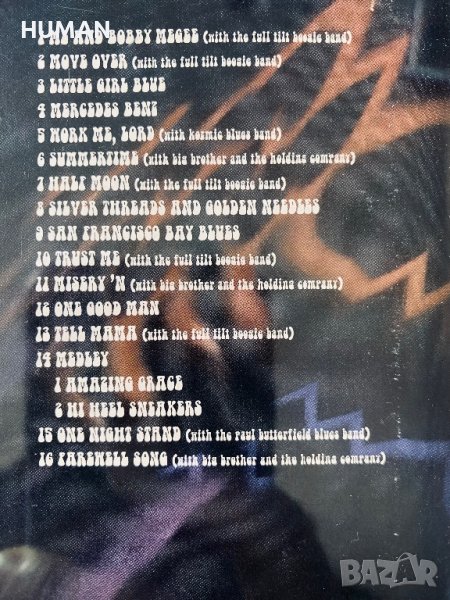 HUMAN
1 ME AND BOBBY MCGEE (with the full tilt boogie band)
2 MOVE OVER (with the full tilt boogie band)
3 LITTLE GIRL BLUE
4 MERCEDES BENZ
5 WORK ME, LORD (with kozmic blues band)
6 SUMMERTIME (with big brother and the holding company)
7 HALF MOON (with the full tilt boogie band)
8 SILVER THREADS AND GOLDEN NEEDLES
9 SAN FRANCISCO BAY BLUES
10 TRUST ME (with the full tilt boogie band)
11 MISERY 'N (with big brother and the holding company)
12 ONE GOOD MAN
13 TELL MAMA (with the full tilt boogie band)
14 MEDLEY
1 AMAZING GRACE
2 HI HEEL SNEAKERS
15 ONE NIGHT STAND (with the paul butterfield blues band)
16 FAREWELL SONG (with big brother and the holding company)
BAZAR